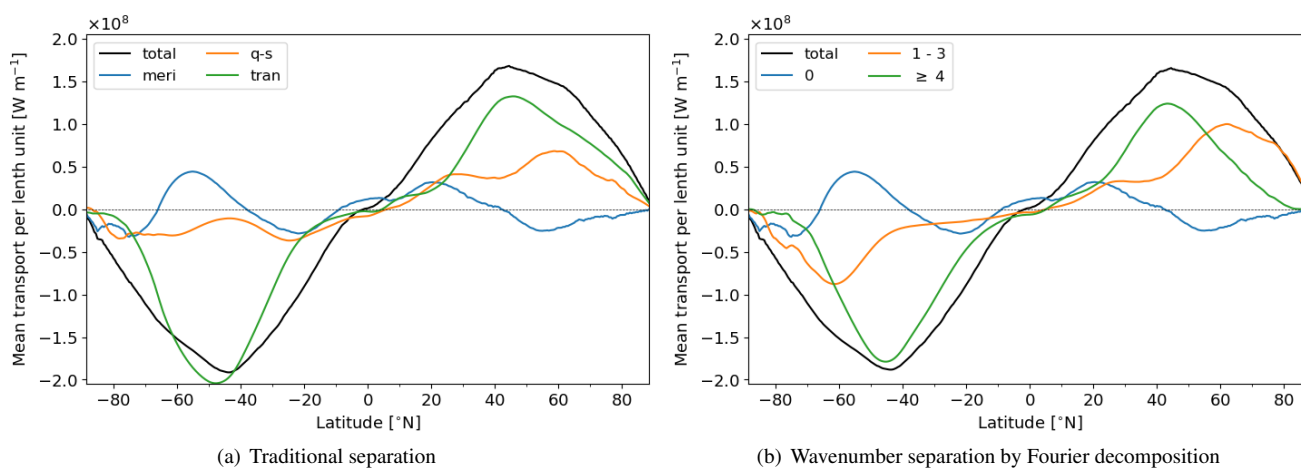 ×10⁸
2.0
1.5
1.0
0.5
0.0
−0.5
−1.0
−1.5
−2.0
Mean transport per lenth unit [W m⁻¹]
total
meri
q-s
tran
−80 −60 −40 −20 0 20 40 60 80
Latitude [°N]
(a) Traditional separation
×10⁸
2.0
1.5
1.0
0.5
0.0
−0.5
−1.0
−1.5
−2.0
Mean transport per lenth unit [W m⁻¹]
total
0
1 - 3
≥ 4
−80 −60 −40 −20 0 20 40 60 80
Latitude [°N]
(b) Wavenumber separation by Fourier decomposition